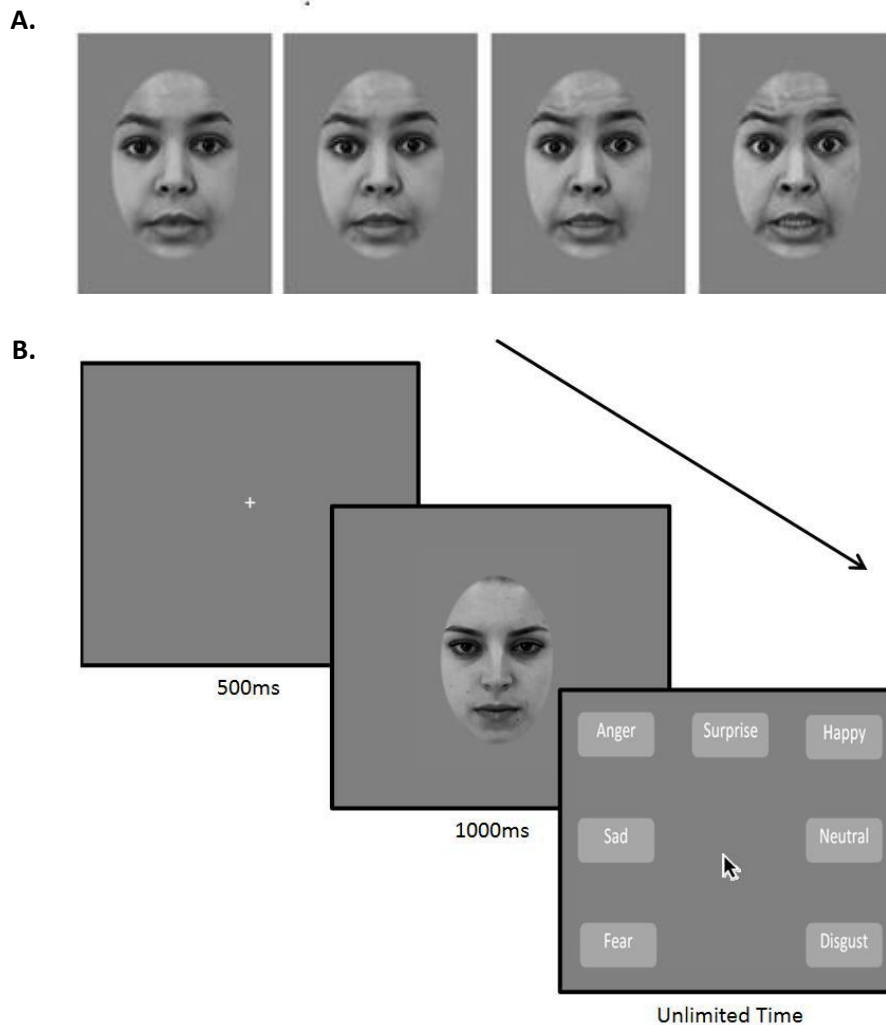 A.
B.
500ms
1000ms
Anger Surprise Happy
Sad Neutral
Fear Disgust
Unlimited Time